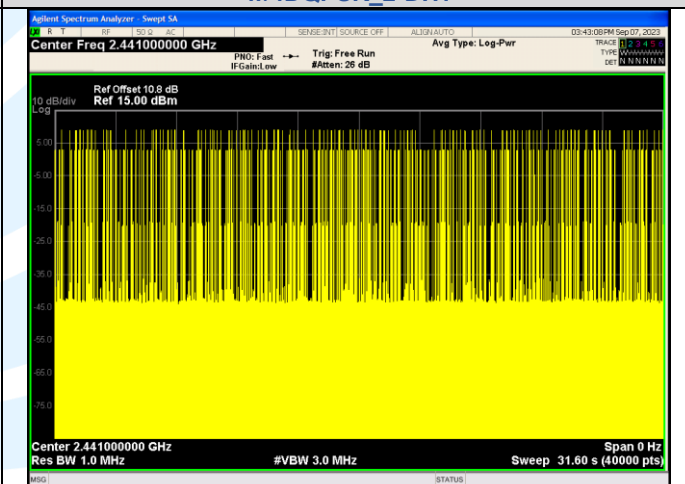 Agilent Spectrum Analyzer - Swept SA
R T RF 50 Ω AC SENSE:INT SOURCE OFF ALIGNAUTO 03:43:08 PM Sep 07, 2023
Center Freq 2.441000000 GHz
PNO: Fast
IFGain:Low
Trig: Free Run
#Atten: 26 dB
Avg Type: Log-Pwr
TRACE 1 2 3 4 5 6
TYPE
DET N N N N N N
Ref Offset 10.8 dB
10 dB/div Ref 15.00 dBm
Log
5.00
-5.00
-15.0
-25.0
-35.0
-45.0
-55.0
-65.0
-75.0
Center 2.441000000 GHz Span 0 Hz
Res BW 1.0 MHz #VBW 3.0 MHz Sweep 31.60 s (40000 pts)
MSG STATUS